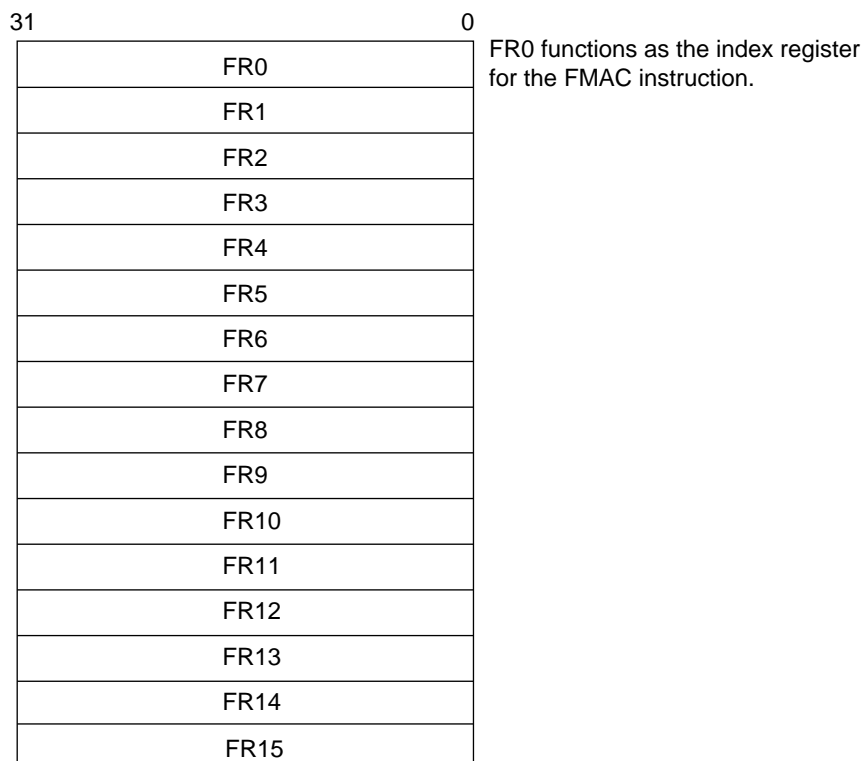 31 0
FR0
FR0 functions as the index register
for the FMAC instruction.
FR1
FR2
FR3
FR4
FR5
FR6
FR7
FR8
FR9
FR10
FR11
FR12
FR13
FR14
FR15